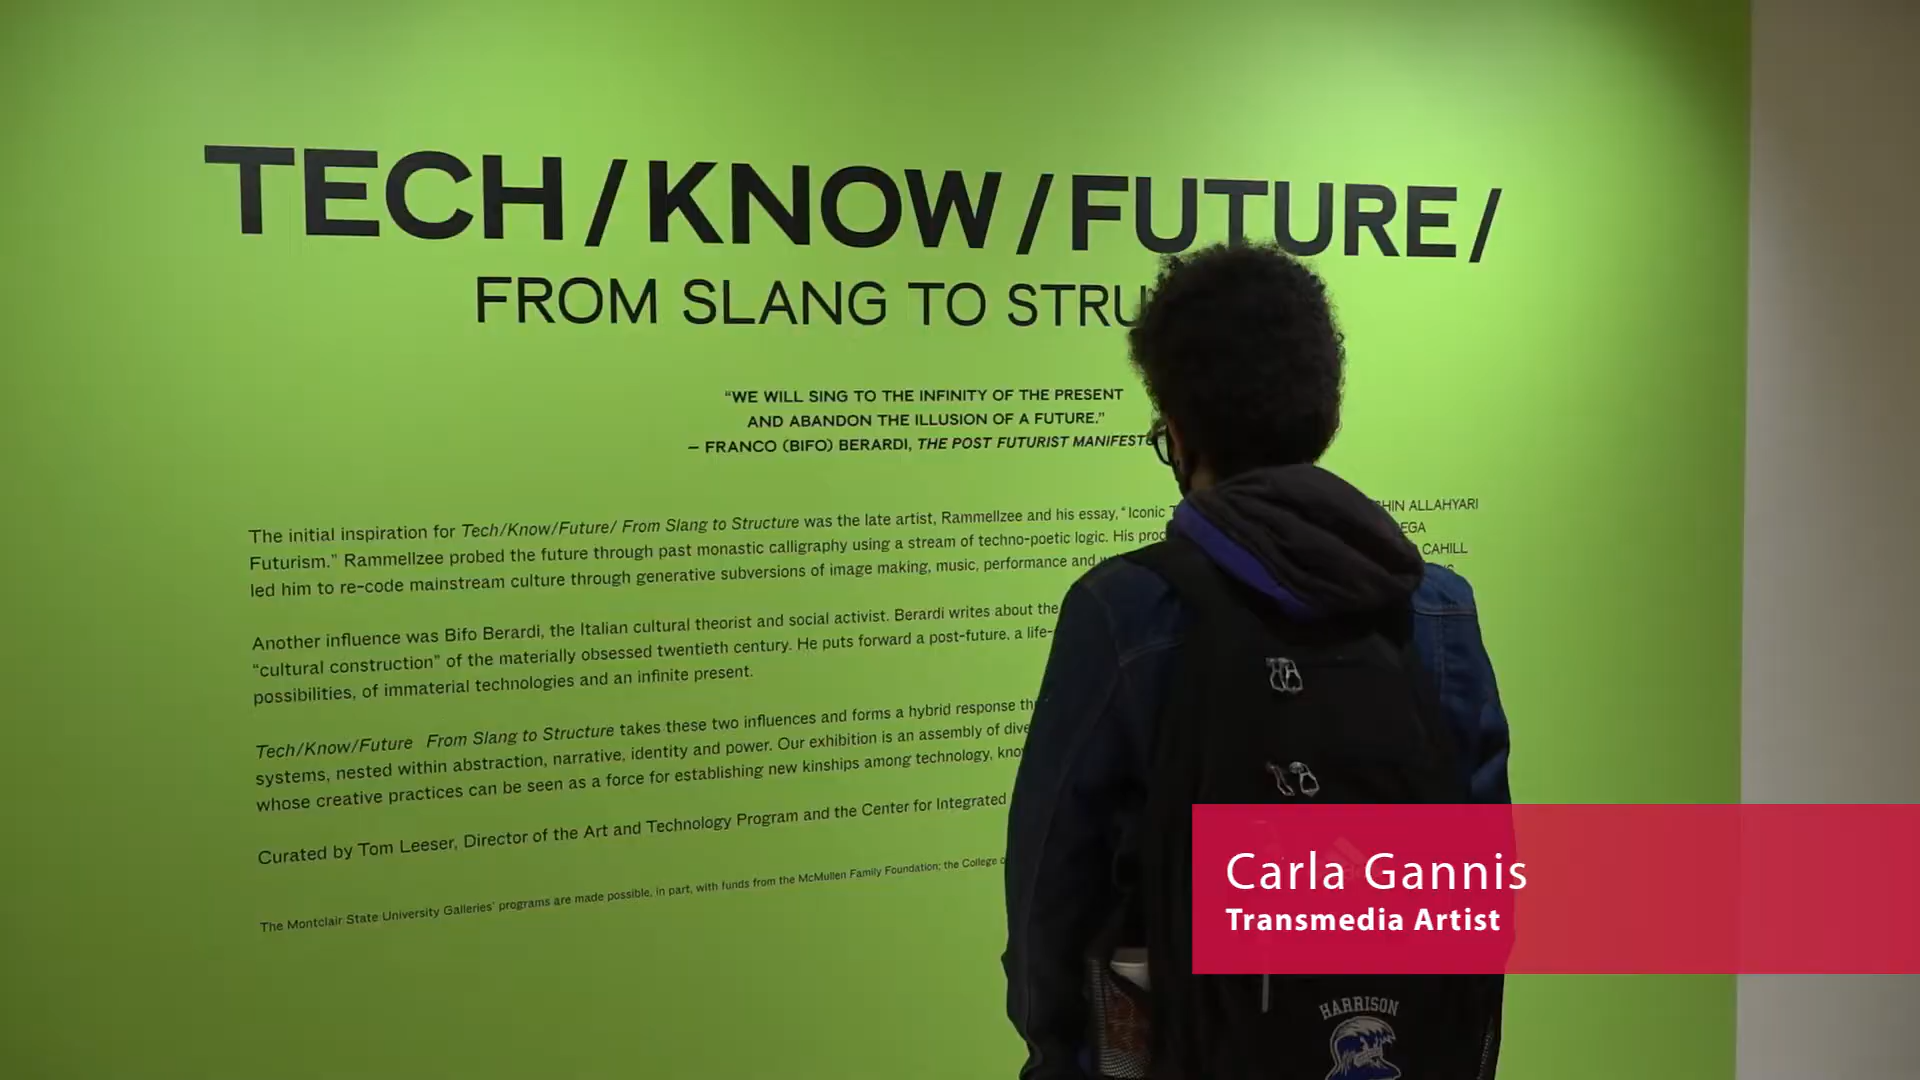 TECH/KNOW/FUTURE/
FROM SLANG TO STRU
“WE WILL SING TO THE INFINITY OF THE PRESENT
AND ABANDON THE ILLUSION OF A FUTURE.”
— FRANCO (BIFO) BERARDI, THE POST FUTURIST MANIFESTO
The initial inspiration for Tech/Know/Future/ From Slang to Structure was the late artist, Rammellzee and his essay, “Iconic
Futurism.” Rammellzee probed the future through past monastic calligraphy using a stream of techno-poetic logic. His
led him to re-code mainstream culture through generative subversions of image making, music, performance and
Another influence was Bifo Berardi, the Italian cultural theorist and social activist. Berardi writes about the
“cultural construction” of the materially obsessed twentieth century. He puts forward a post-future, a life-
possibilities, of immaterial technologies and an infinite present.
Tech/Know/Future From Slang to Structure takes these two influences and forms a hybrid response
systems, nested within abstraction, narrative, identity and power. Our exhibition is an assembly of
whose creative practices can be seen as a force for establishing new kinships among technology,
Curated by Tom Leeser, Director of the Art and Technology Program and the Center for Integrated
The Montclair State University Galleries' programs are made possible, in part, with funds from the McMullen Family Foundation; the College
HIN ALLAHYARI
EGA
CAHILL
Carla Gannis
Transmedia Artist
HARRISON